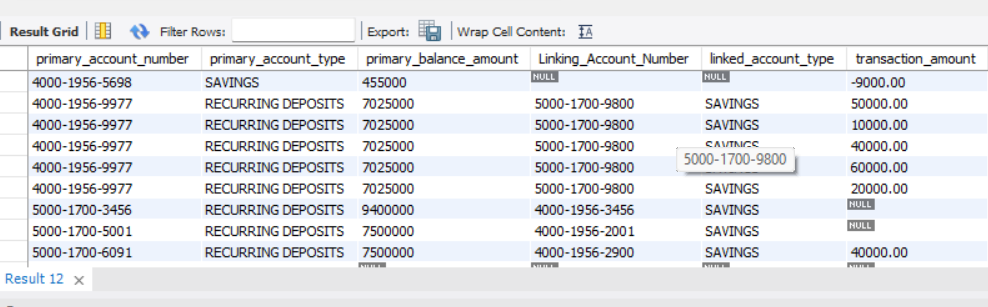 Result Grid Filter Rows: Export: Wrap Cell Content: IA
primary_account_number primary_account_type primary_balance_amount Linking_Account_Number linked_account_type transaction_amount
4000-1956-5698 SAVINGS 455000 NULL NULL -9000.00
4000-1956-9977 RECURRING DEPOSITS 7025000 5000-1700-9800 SAVINGS 50000.00
4000-1956-9977 RECURRING DEPOSITS 7025000 5000-1700-9800 SAVINGS 10000.00
4000-1956-9977 RECURRING DEPOSITS 7025000 5000-1700-9800 SAVINGS 40000.00
5000-1700-9800
4000-1956-9977 RECURRING DEPOSITS 7025000 5000-1700-9800 60000.00
4000-1956-9977 RECURRING DEPOSITS 7025000 5000-1700-9800 SAVINGS 20000.00
5000-1700-3456 RECURRING DEPOSITS 9400000 4000-1956-3456 SAVINGS NULL
5000-1700-5001 RECURRING DEPOSITS 7500000 4000-1956-2001 SAVINGS NULL
5000-1700-6091 RECURRING DEPOSITS 7500000 4000-1956-2900 SAVINGS 40000.00
NULL NULL NULL NULL
Result 12 ×